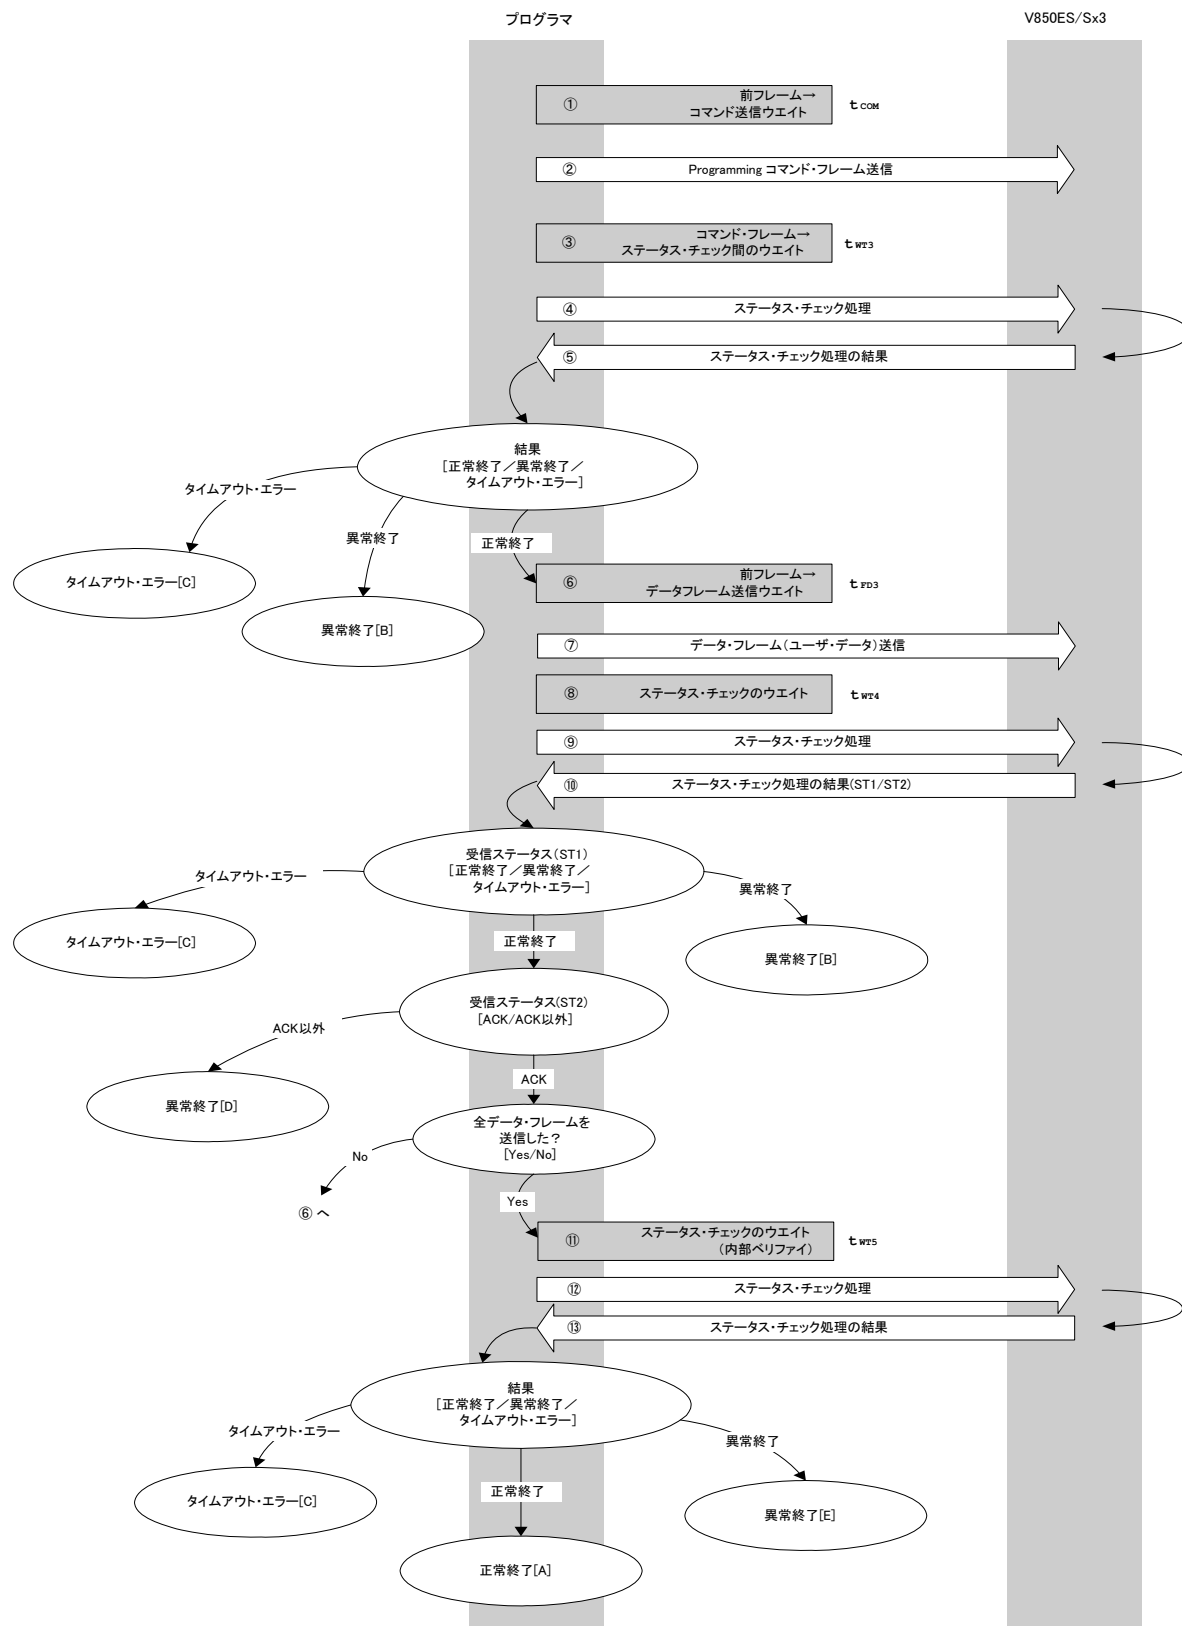 プログラマ
V850ES/Sx3
①
前フレーム→
コマンド送信ウエイト
tCOM
②
Programming コマンド・フレーム送信
③
コマンド・フレーム→
ステータス・チェック間のウエイト
tWT3
④
ステータス・チェック処理
⑤
ステータス・チェック処理の結果
結果
[正常終了／異常終了／
タイムアウト・エラー]
タイムアウト・エラー
異常終了
正常終了
タイムアウト・エラー[C]
異常終了[B]
⑥
前フレーム→
データフレーム送信ウエイト
tFD3
⑦
データ・フレーム(ユーザ・データ)送信
⑧
ステータス・チェックのウエイト
tWT4
⑨
ステータス・チェック処理
⑩
ステータス・チェック処理の結果(ST1/ST2)
受信ステータス(ST1)
[正常終了／異常終了／
タイムアウト・エラー]
タイムアウト・エラー
異常終了
正常終了
タイムアウト・エラー[C]
異常終了[B]
受信ステータス(ST2)
[ACK/ACK以外]
ACK以外
ACK
異常終了[D]
全データ・フレームを
送信した？
[Yes/No]
No
Yes
⑥ へ
⑪
ステータス・チェックのウエイト
(内部ベリファイ)
tWT5
⑫
ステータス・チェック処理
⑬
ステータス・チェック処理の結果
結果
[正常終了／異常終了／
タイムアウト・エラー]
タイムアウト・エラー
異常終了
正常終了
タイムアウト・エラー[C]
異常終了[E]
正常終了[A]